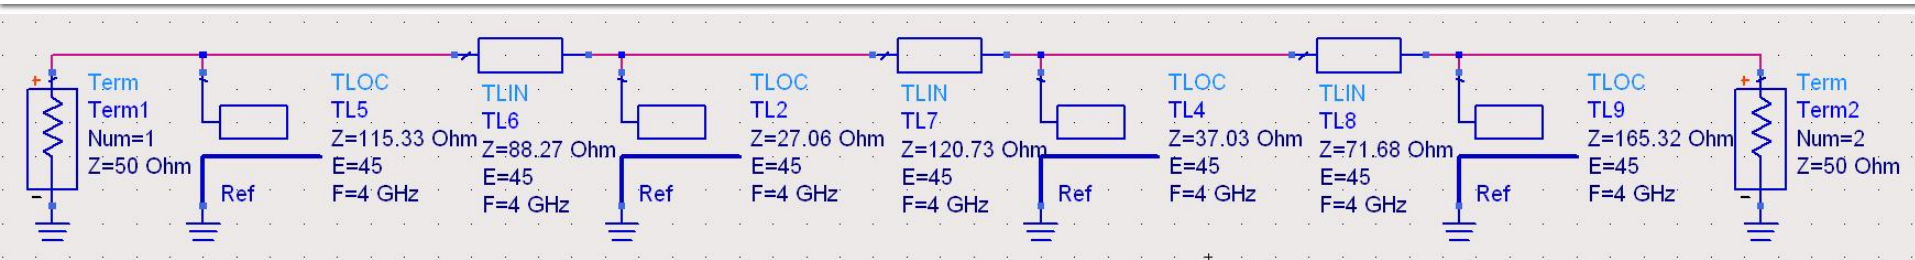 Term
Term1
Num=1
Z=50 Ohm
Ref
TLOC
TL5
Z=115.33 Ohm
E=45
F=4 GHz
TLIN
TL6
Z=88.27 Ohm
E=45
F=4 GHz
Ref
TLOC
TL2
Z=27.06 Ohm
E=45
F=4 GHz
TLIN
TL7
Z=120.73 Ohm
E=45
F=4 GHz
Ref
TLOC
TL4
Z=37.03 Ohm
E=45
F=4 GHz
TLIN
TL8
Z=71.68 Ohm
E=45
F=4 GHz
Ref
TLOC
TL9
Z=165.32 Ohm
E=45
F=4 GHz
Term
Term2
Num=2
Z=50 Ohm